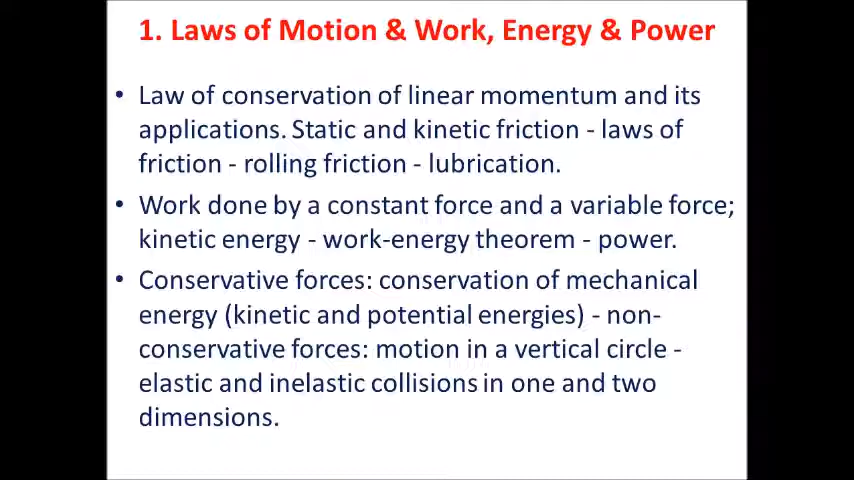 1. Laws of Motion & Work, Energy & Power
• Law of conservation of linear momentum and its
applications. Static and kinetic friction - laws of
friction - rolling friction - lubrication.
• Work done by a constant force and a variable force;
kinetic energy - work-energy theorem - power.
• Conservative forces: conservation of mechanical
energy (kinetic and potential energies) - non-
conservative forces: motion in a vertical circle -
elastic and inelastic collisions in one and two
dimensions.